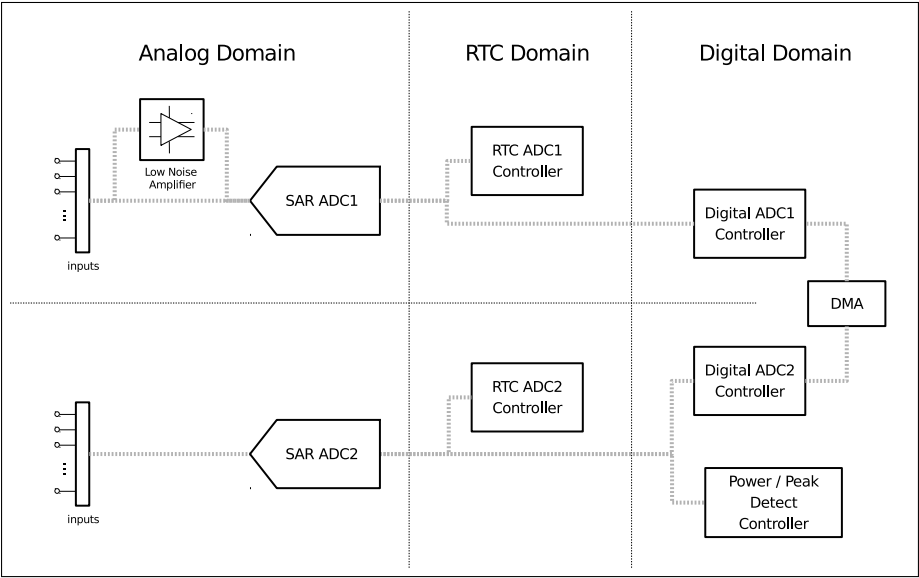 Analog Domain
RTC Domain
Digital Domain
Low Noise
Amplifier
inputs
SAR ADC1
RTC ADC1
Controller
Digital ADC1
Controller
DMA
inputs
SAR ADC2
RTC ADC2
Controller
Digital ADC2
Controller
Power / Peak
Detect
Controller